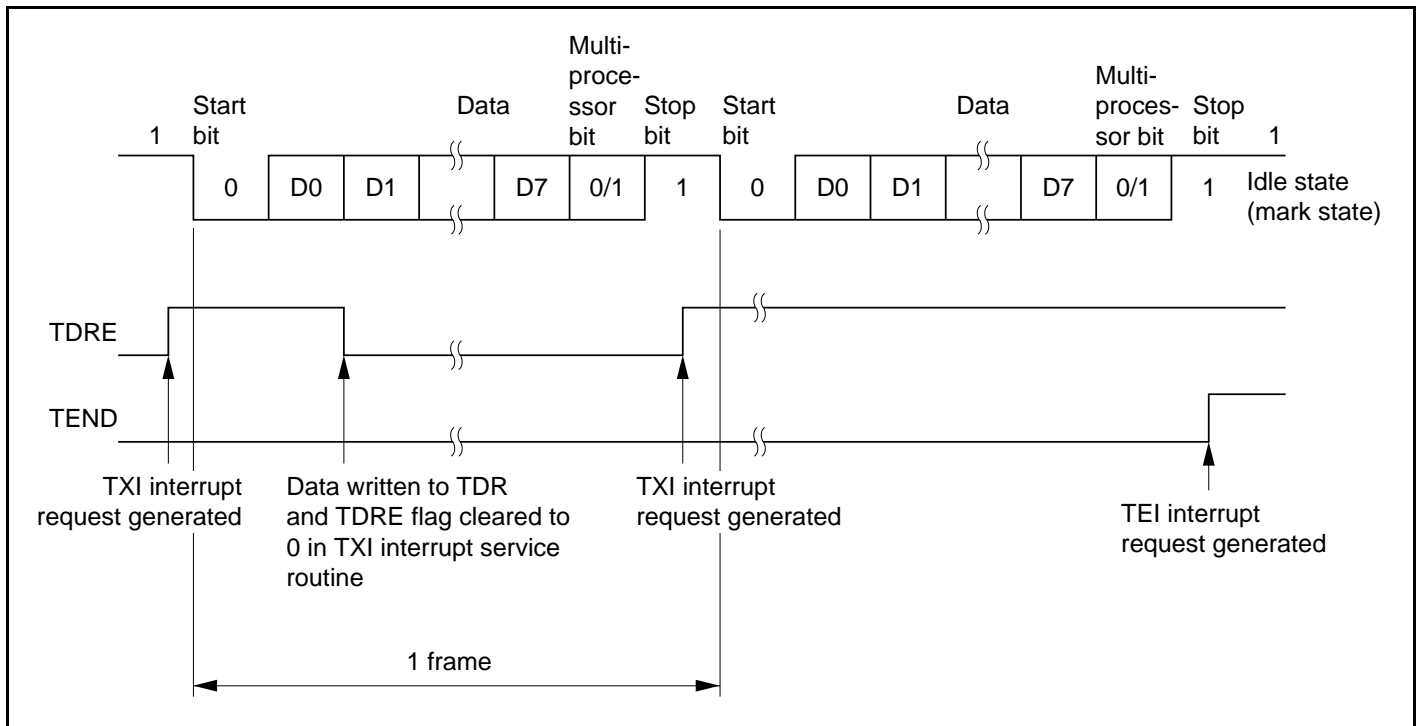 1
Start
bit
Data
Multi-
proce-
ssor
bit
Stop
bit
Start
bit
Data
Multi-
proces-
sor bit
Stop
bit
1
0 D0 D1 D7 0/1 1 0 D0 D1 D7 0/1 1
Idle state
(mark state)
TDRE
TEND
TXI interrupt
request generated
Data written to TDR
and TDRE flag cleared to
0 in TXI interrupt service
routine
TXI interrupt
request generated
TEI interrupt
request generated
1 frame